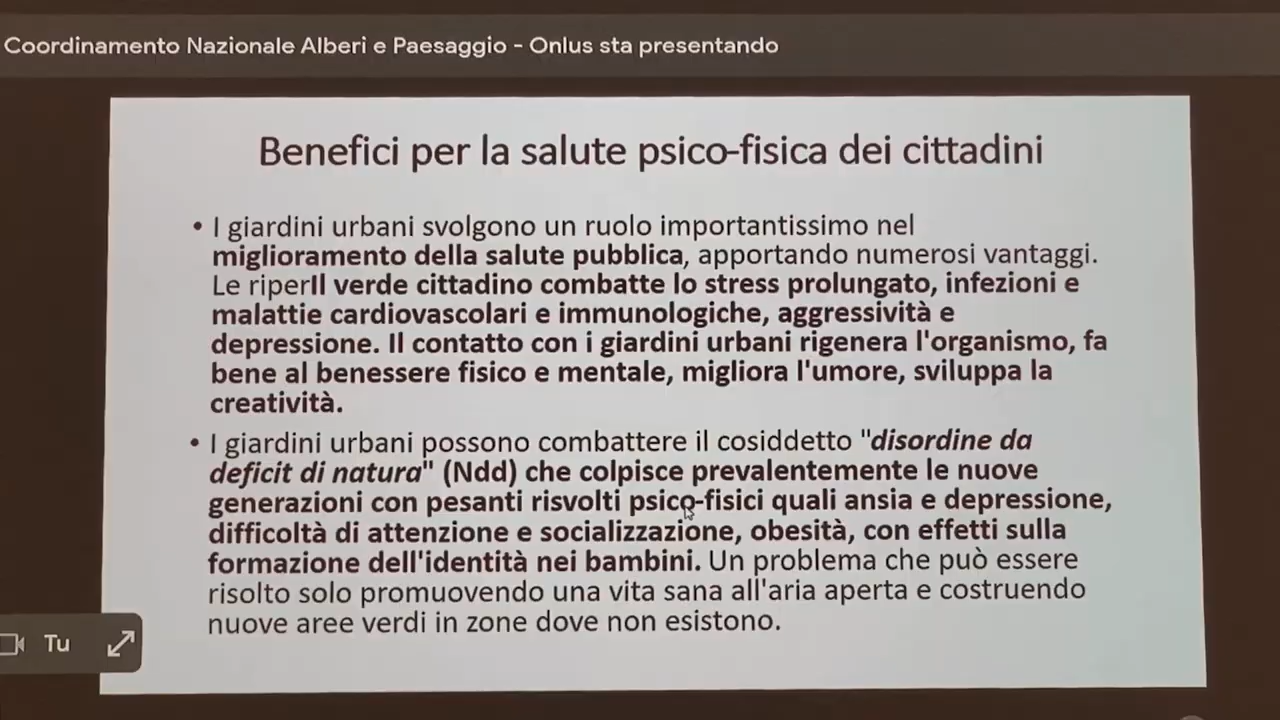 Coordinamento Nazionale Alberi e Paesaggio - Onlus sta presentando
Benefici per la salute psico-fisica dei cittadini
• I giardini urbani svolgono un ruolo importantissimo nel
miglioramento della salute pubblica, apportando numerosi vantaggi.
Le riperIl verde cittadino combatte lo stress prolungato, infezioni e
malattie cardiovascolari e immunologiche, aggressività e
depressione. Il contatto con i giardini urbani rigenera l'organismo, fa
bene al benessere fisico e mentale, migliora l'umore, sviluppa la
creatività.
• I giardini urbani possono combattere il cosiddetto "disordine da
deficit di natura" (Ndd) che colpisce prevalentemente le nuove
generazioni con pesanti risvolti psico-fisici quali ansia e depressione,
difficoltà di attenzione e socializzazione, obesità, con effetti sulla
formazione dell'identità nei bambini. Un problema che può essere
risolto solo promuovendo una vita sana all'aria aperta e costruendo
nuove aree verdi in zone dove non esistono.
Tu